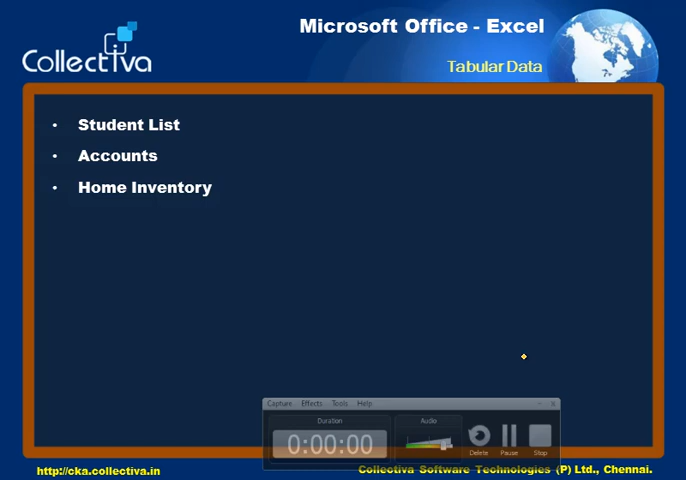 Collectiva
Microsoft Office - Excel
Tabular Data
• Student List
• Accounts
• Home Inventory
Capture Effects Tools Help
Duration
Audio
0:00:00
Delete Pause Stop
http://cka.collectiva.in
Collectiva Software Technologies (P) Ltd., Chennai.